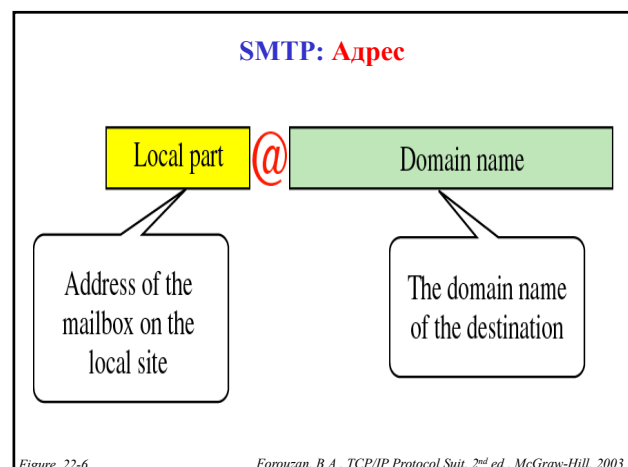 SMTP: Адрес
Local part @ Domain name
Address of the
mailbox on the
local site
The domain name
of the destination
Figure 22-6 Forouzan, B.A., TCP/IP Protocol Suit, 2nd ed., McGraw-Hill, 2003